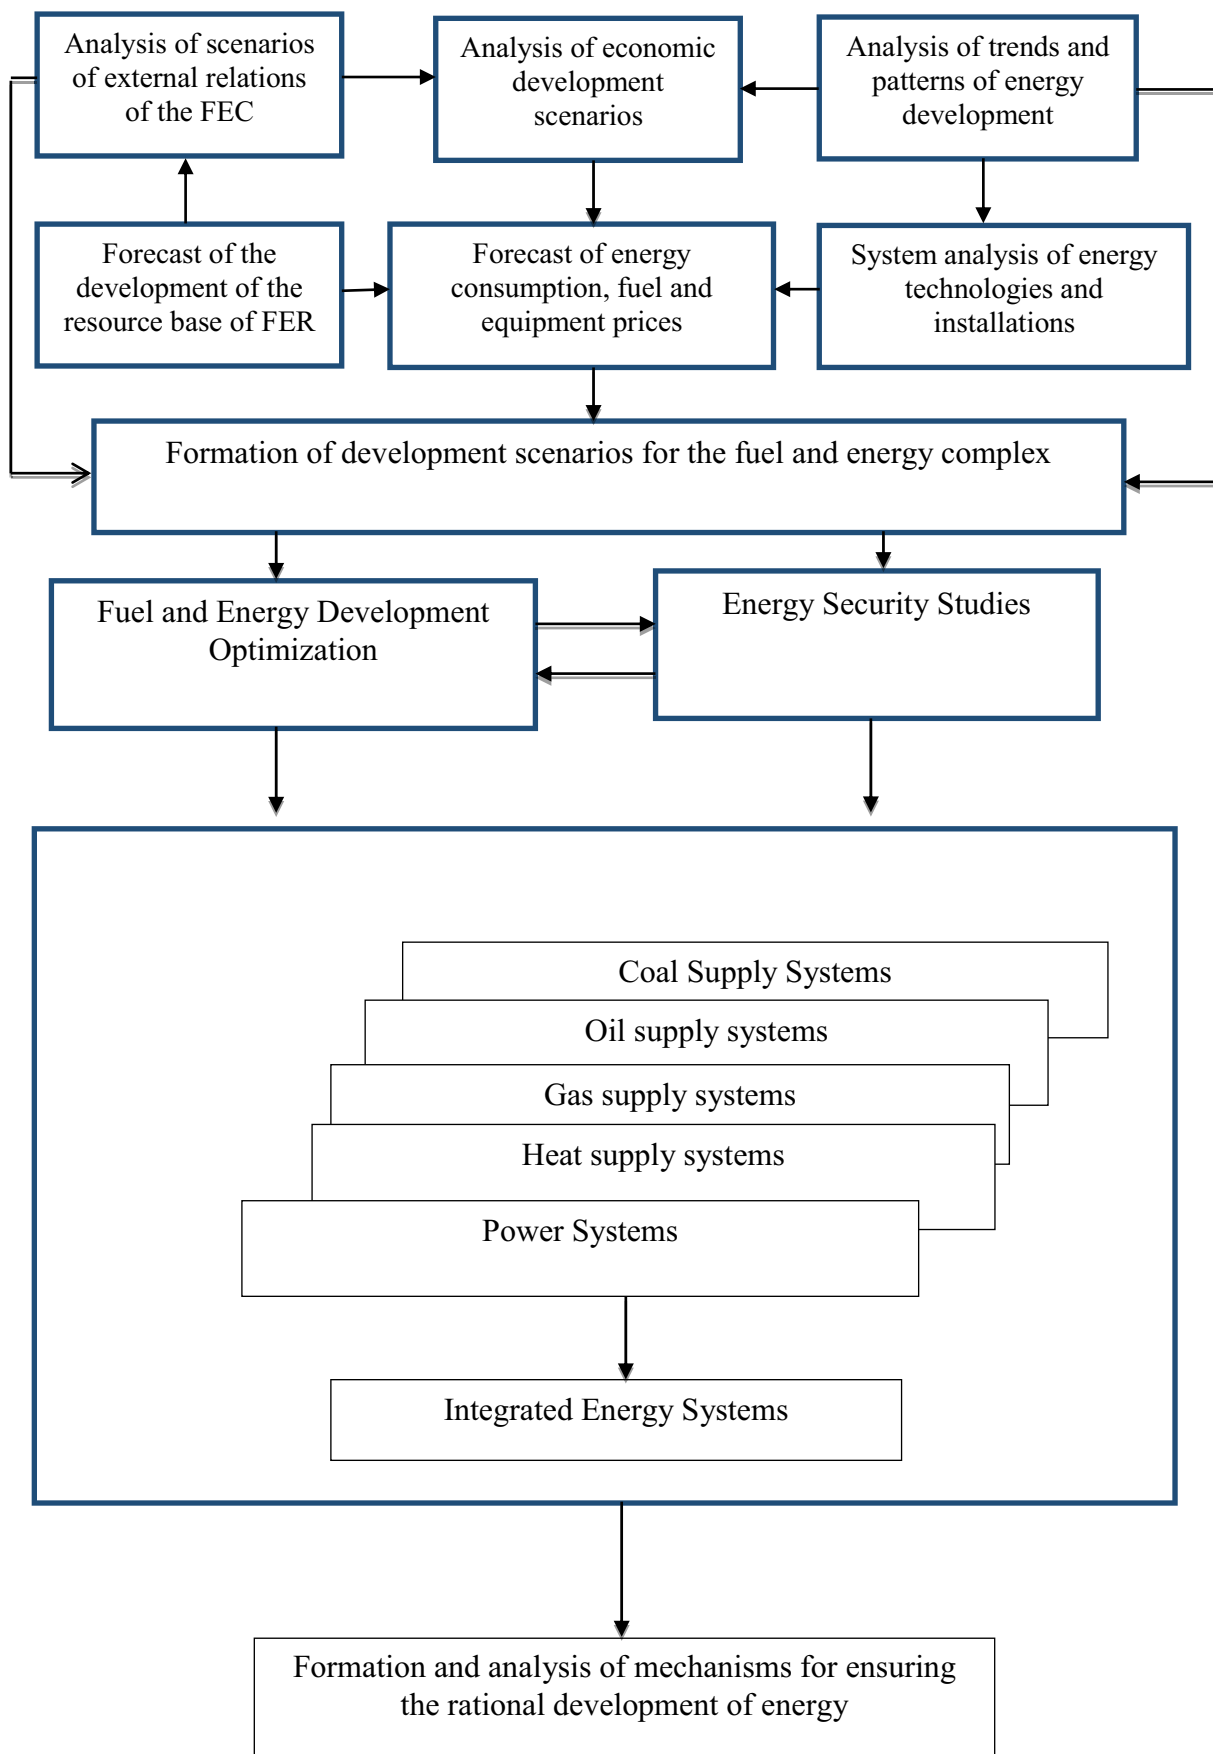 Analysis of scenarios
of external relations
of the FEC
Analysis of economic
development
scenarios
Analysis of trends and
patterns of energy
development
Forecast of the
development of the
resource base of FER
Forecast of energy
consumption, fuel and
equipment prices
System analysis of energy
technologies and
installations
Formation of development scenarios for the fuel and energy complex
Fuel and Energy Development
Optimization
Energy Security Studies
Coal Supply Systems
Oil supply systems
Gas supply systems
Heat supply systems
Power Systems
Integrated Energy Systems
Formation and analysis of mechanisms for ensuring
the rational development of energy